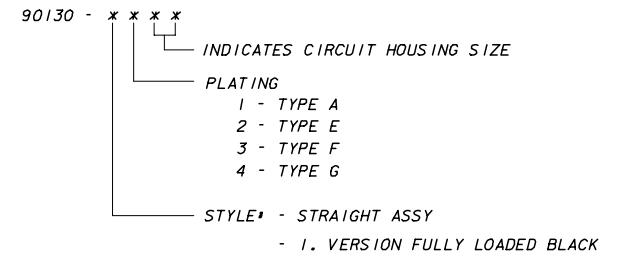 90130 - * * * *
INDICATES CIRCUIT HOUSING SIZE
PLATING
1 - TYPE A
2 - TYPE E
3 - TYPE F
4 - TYPE G
STYLE# - STRAIGHT ASSY
- 1. VERSION FULLY LOADED BLACK